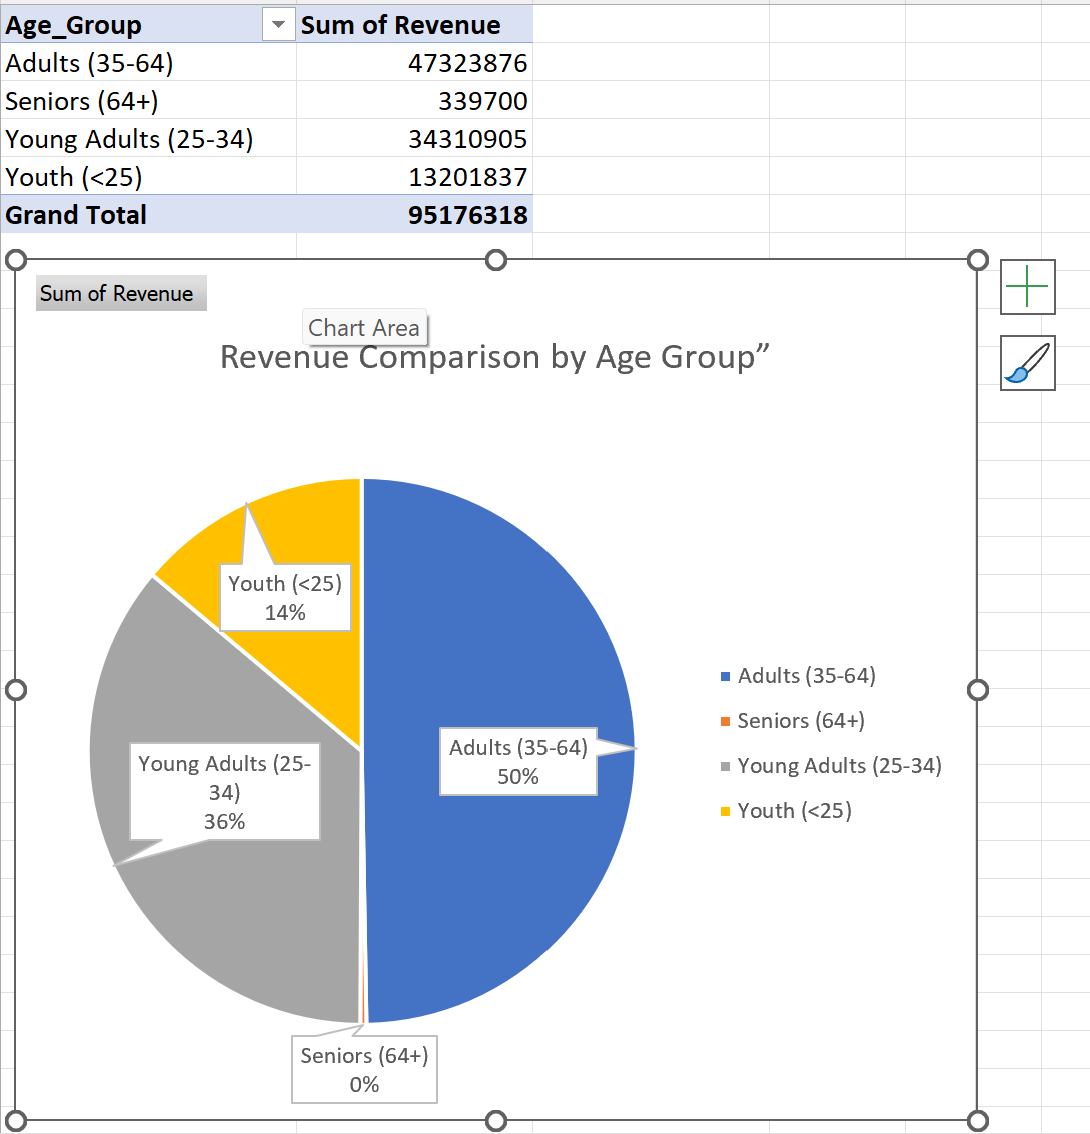 Age_Group Sum of Revenue
Adults (35-64) 47323876
Seniors (64+) 339700
Young Adults (25-34) 34310905
Youth (<25) 13201837
Grand Total 95176318
Sum of Revenue
Chart Area
Revenue Comparison by Age Group”
Youth (<25)
14%
Adults (35-64)
50%
Young Adults (25-
34)
36%
Seniors (64+)
0%
Adults (35-64)
Seniors (64+)
Young Adults (25-34)
Youth (<25)